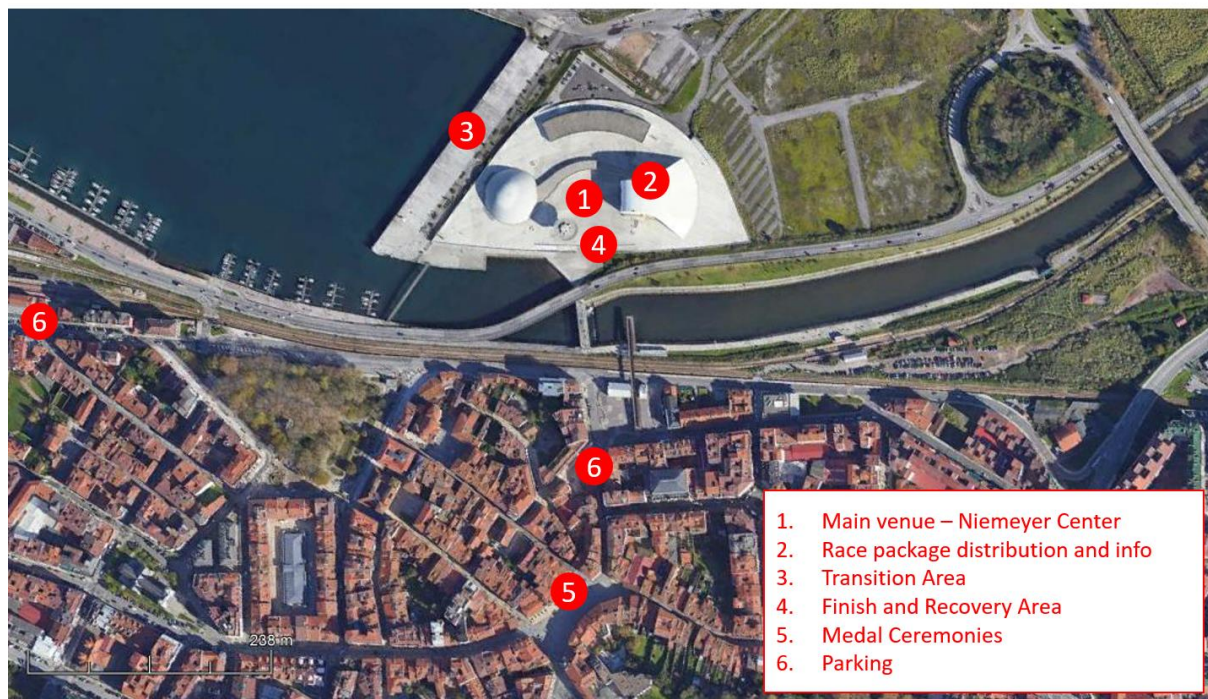 3
2
1
4
6
6
5
238 m
1. Main venue – Niemeyer Center
2. Race package distribution and info
3. Transition Area
4. Finish and Recovery Area
5. Medal Ceremonies
6. Parking